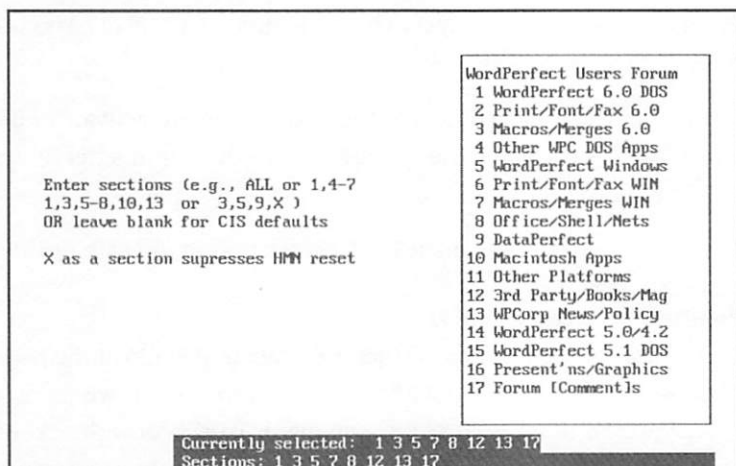 Enter sections (e.g., ALL or 1,4-7
1,3,5-8,10,13 or 3,5,9,X )
OR leave blank for CIS defaults
X as a section supresses HMN reset
WordPerfect Users Forum
1 WordPerfect 6.0 DOS
2 Print/Font/Fax 6.0
3 Macros/Merges 6.0
4 Other WPC DOS Apps
5 WordPerfect Windows
6 Print/Font/Fax WIN
7 Macros/Merges WIN
8 Office/Shell/Nets
9 DataPerfect
10 Macintosh Apps
11 Other Platforms
12 3rd Party/Books/Mag
13 WPCorp News/Policy
14 WordPerfect 5.0/4.2
15 WordPerfect 5.1 DOS
16 Present'ns/Graphics
17 Forum [Comment]s
Currently selected: 1 3 5 7 8 12 13 17
Sections: 1 3 5 7 8 12 13 17